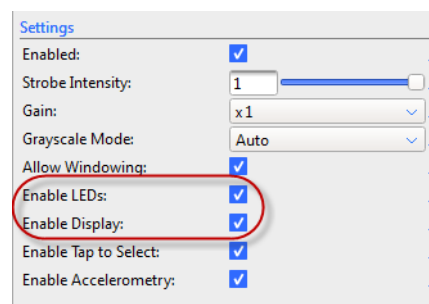 Settings
Enabled:
Strobe Intensity: 1
Gain: x1
Grayscale Mode: Auto
Allow Windowing:
Enable LEDs:
Enable Display:
Enable Tap to Select:
Enable Accelerometry: